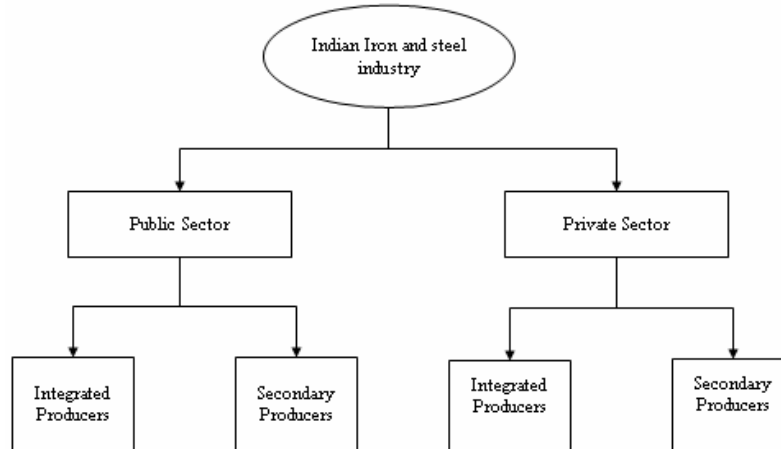 Indian Iron and steel
industry
Public Sector
Private Sector
Integrated
Producers
Secondary
Producers
Integrated
Producers
Secondary
Producers